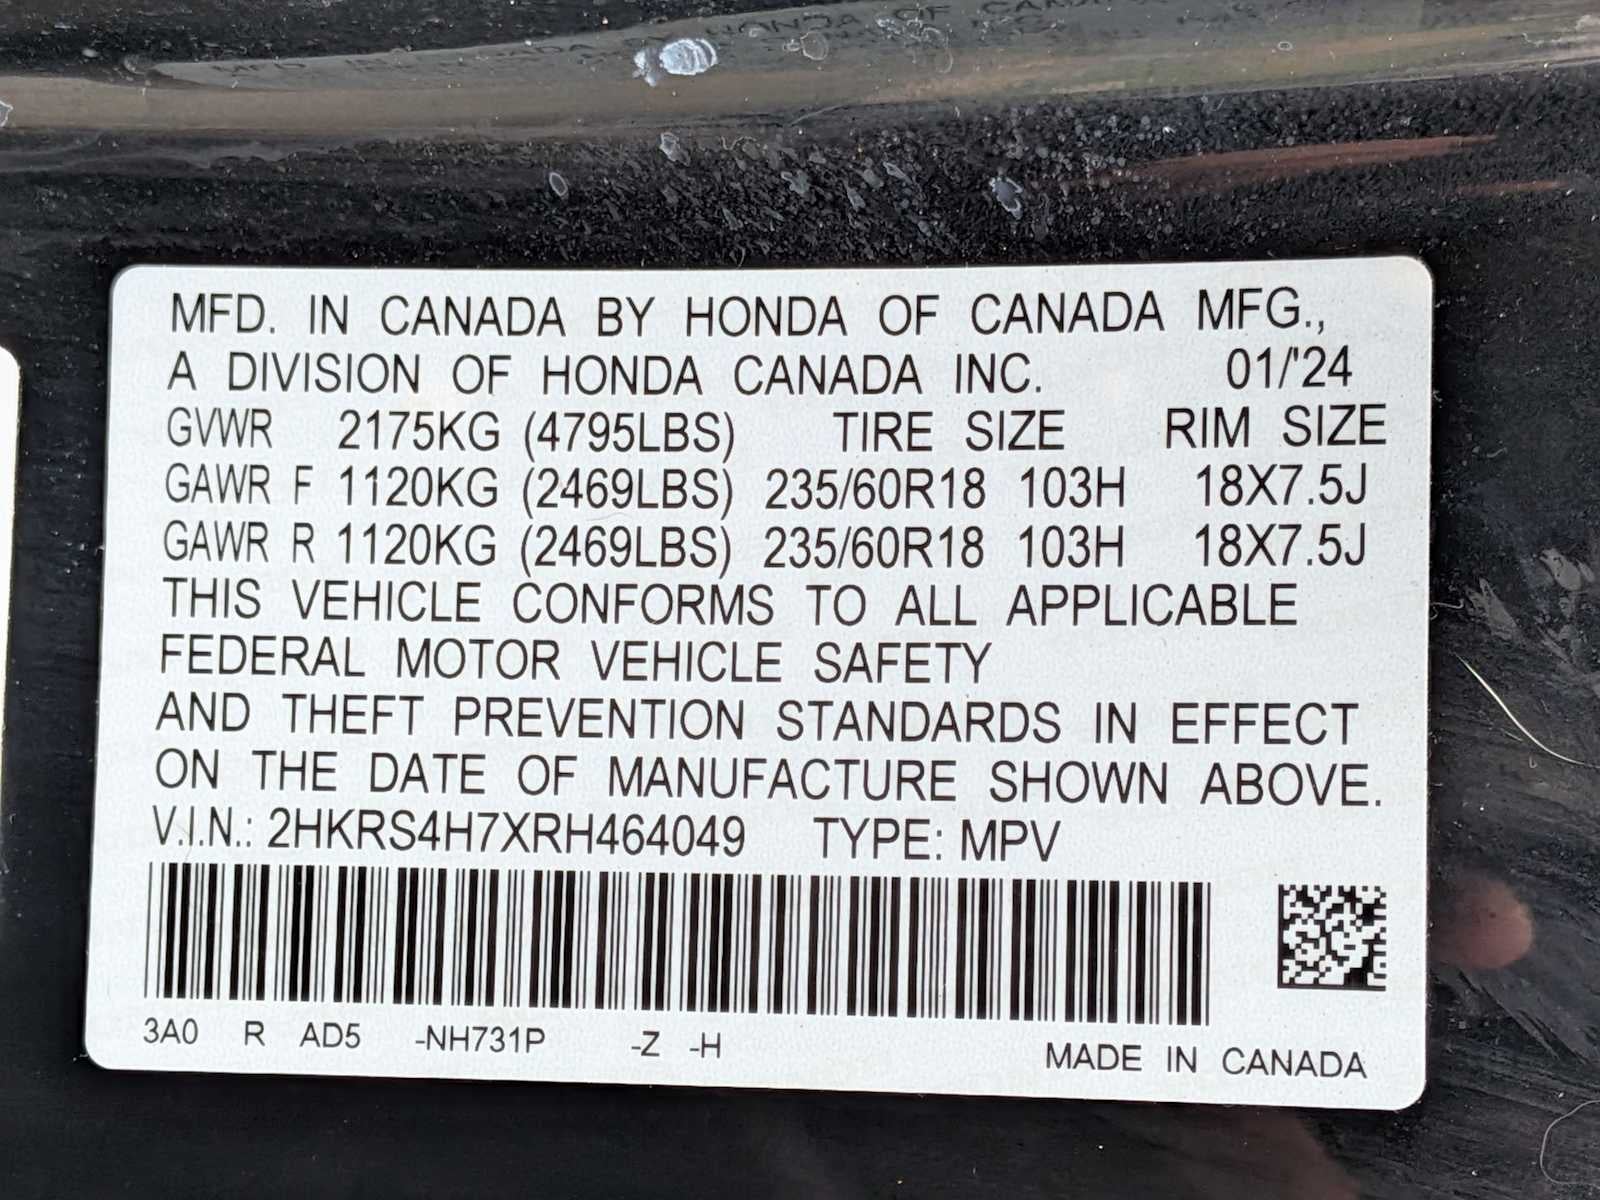 MFD. IN CANADA BY HONDA OF CANADA MFG.,
A DIVISION OF HONDA CANADA INC. 01/'24
GVWR 2175KG (4795LBS) TIRE SIZE RIM SIZE
GAWR F 1120KG (2469LBS) 235/60R18 103H 18X7.5J
GAWR R 1120KG (2469LBS) 235/60R18 103H 18X7.5J
THIS VEHICLE CONFORMS TO ALL APPLICABLE
FEDERAL MOTOR VEHICLE SAFETY
AND THEFT PREVENTION STANDARDS IN EFFECT
ON THE DATE OF MANUFACTURE SHOWN ABOVE.
V.I.N.: 2HKRS4H7XRH464049 TYPE: MPV
3A0 R AD5 -NH731P -Z -H MADE IN CANADA